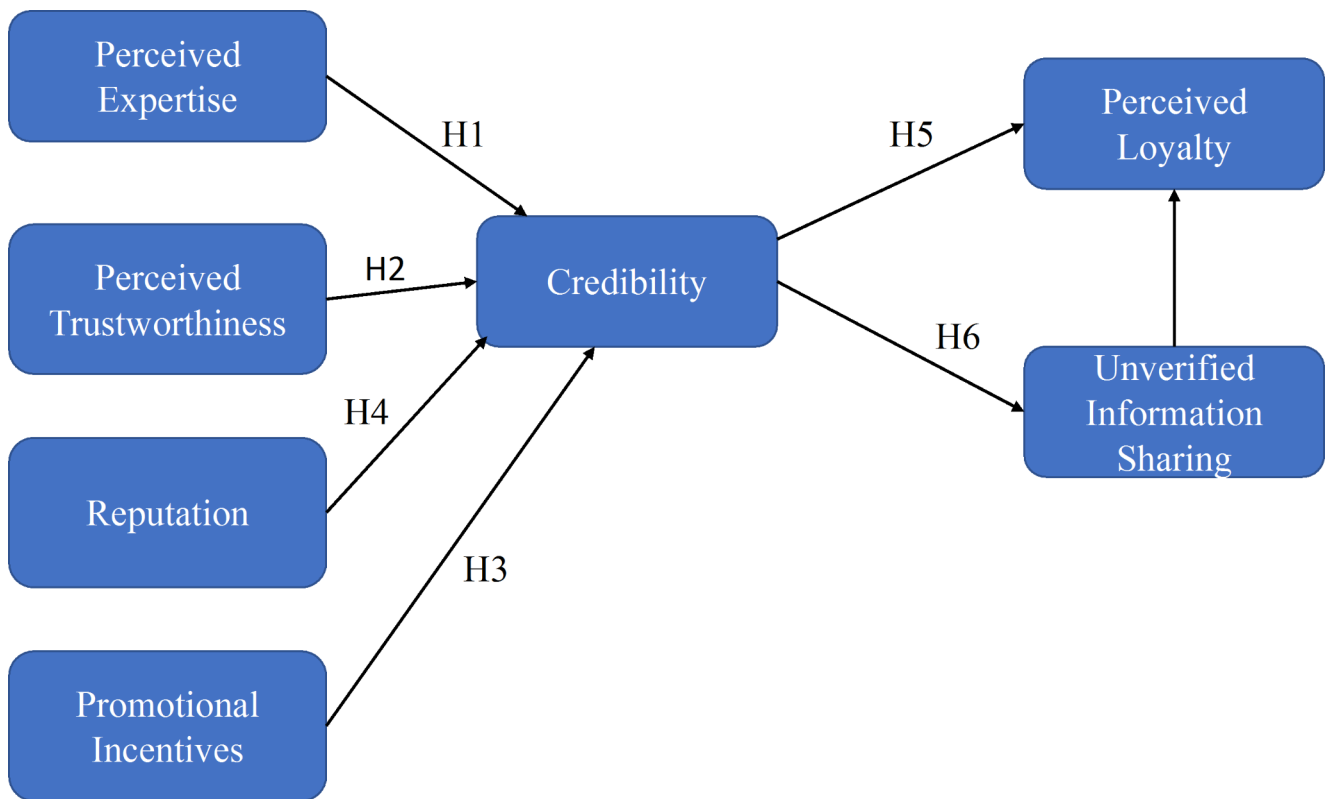 Perceived
Expertise
H1
Perceived
Trustworthiness
H2
Reputation
H4
Promotional
Incentives
H3
Credibility
H5
H6
Perceived
Loyalty
Unverified
Information
Sharing